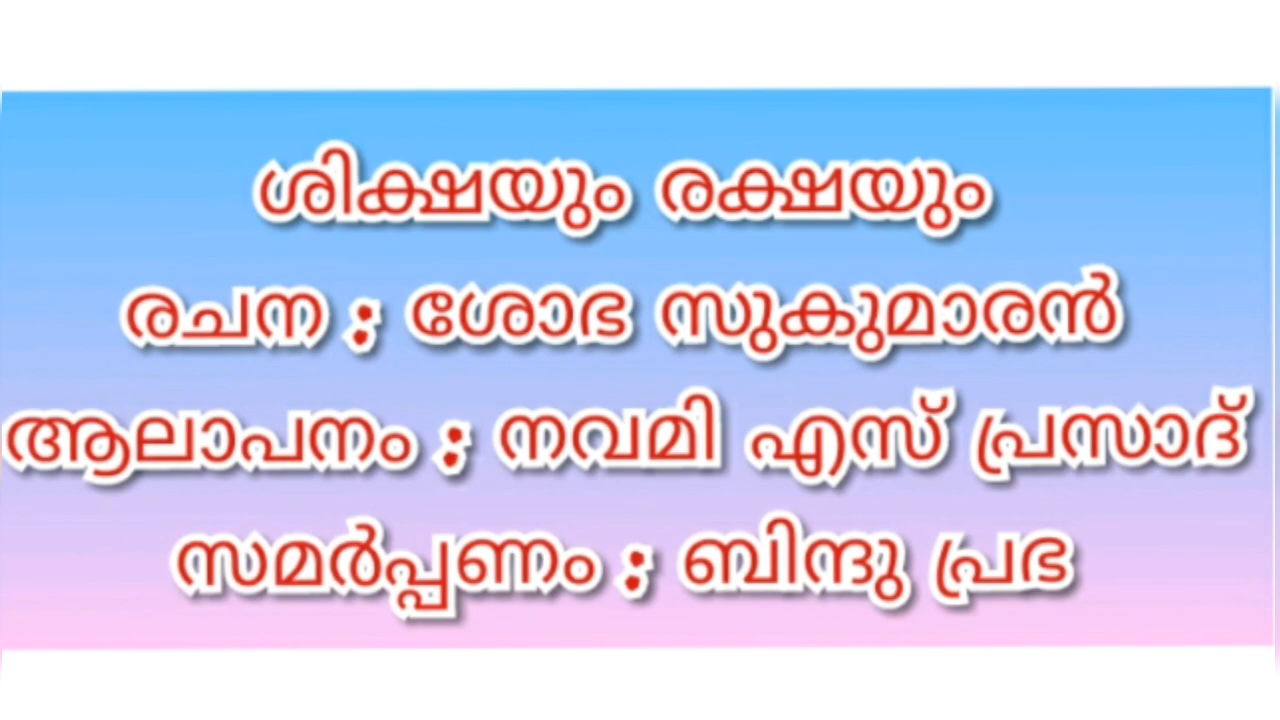 ശിക്ഷയും രക്ഷയും
രചന ; ശോഭ സുകുമാരൻ
ആലാപനം ; നവമി എസ് പ്രസാദ്
സമർപ്പണം ; ബിന്ദു പ്രഭ